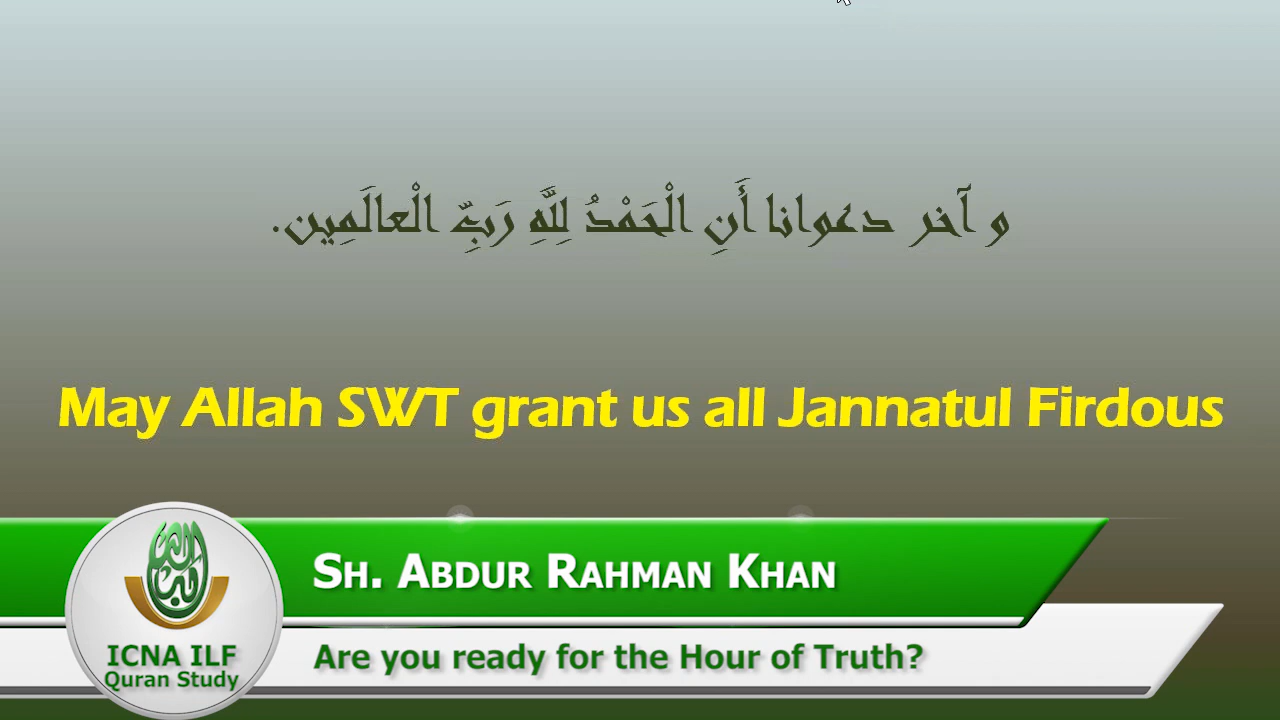 و آخر دعوانا أَنِ الْحَمْدُ لِلَّهِ رَبِّ الْعالَمِين.
May Allah SWT grant us all Jannatul Firdous
SH. ABDUR RAHMAN KHAN
Are you ready for the Hour of Truth?
ICNA ILF
Quran Study